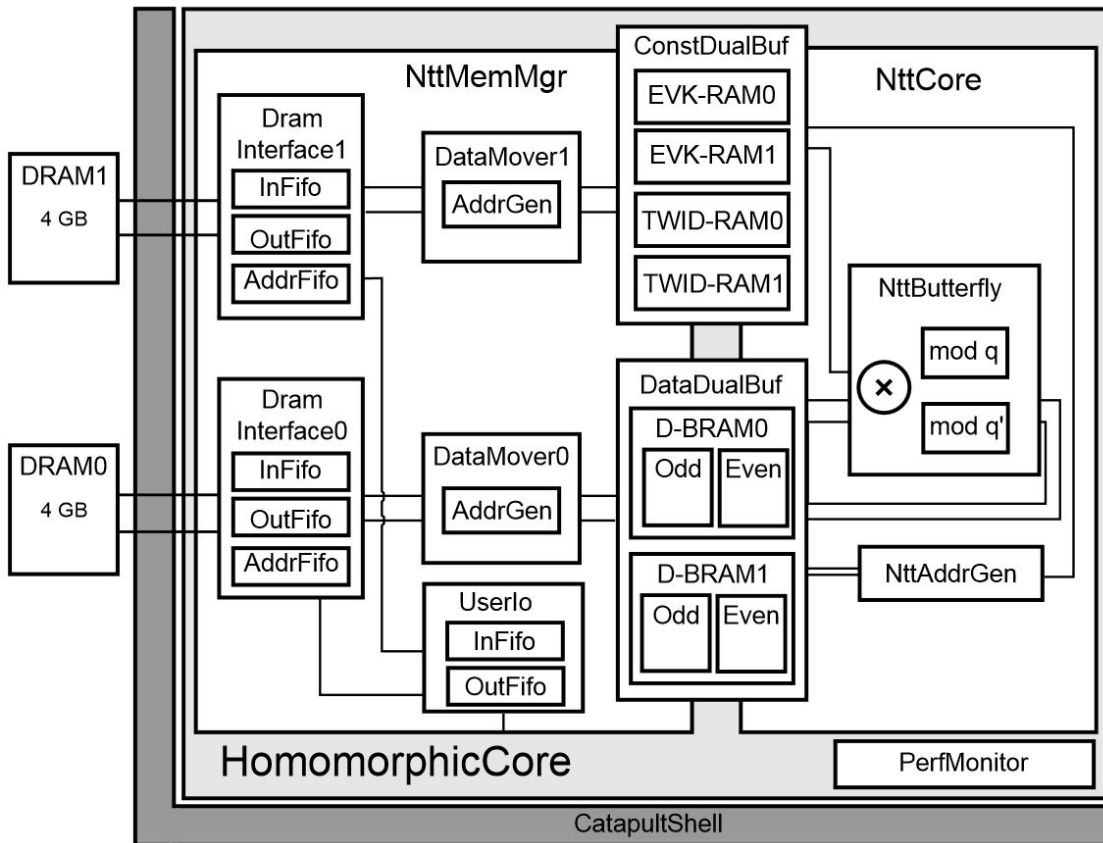 ConstDualBuf
NttMemMgr
NttCore
EVK-RAM0
EVK-RAM1
TWID-RAM0
TWID-RAM1
Dram
Interface1
InFifo
OutFifo
AddrFifo
DataMover1
AddrGen
DRAM1
4 GB
NttButterfly
mod q
×
mod q'
DataDualBuf
D-BRAM0
Odd
Even
D-BRAM1
Odd
Even
Dram
Interface0
InFifo
OutFifo
AddrFifo
DataMover0
AddrGen
DRAM0
4 GB
NttAddrGen
UserIo
InFifo
OutFifo
HomomorphicCore
PerfMonitor
CatapultShell